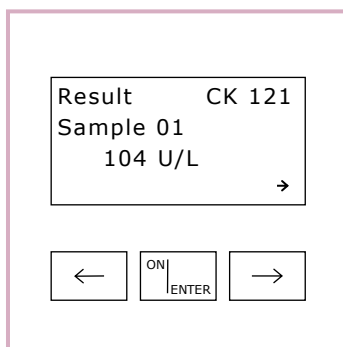 Result CK 121
Sample 01
104 U/L
→
← ON ENTER →